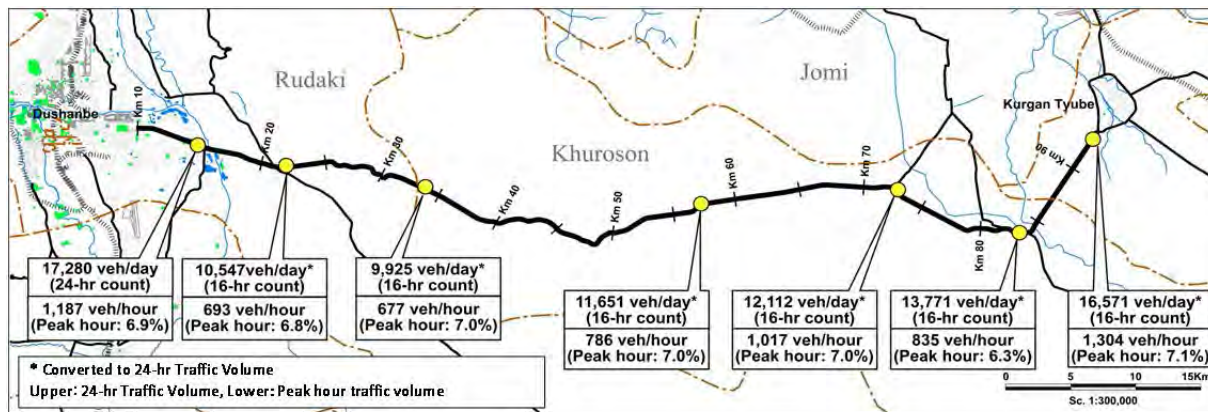 Rudaki
Jomi
Khuroson
Dushanbe
Kurgan Tyube
Km 10
Km 20
Km 30
Km 40
Km 50
Km 60
Km 70
Km 80
Km 90
17,280 veh/day
(24-hr count)
1,187 veh/hour
(Peak hour: 6.9%)
10,547veh/day*
(16-hr count)
693 veh/hour
(Peak hour: 6.8%)
9,925 veh/day*
(16-hr count)
677 veh/hour
(Peak hour: 7.0%)
11,651 veh/day*
(16-hr count)
786 veh/hour
(Peak hour: 7.0%)
12,112 veh/day*
(16-hr count)
1,017 veh/hour
(Peak hour: 7.0%)
13,771 veh/day*
(16-hr count)
835 veh/hour
(Peak hour: 6.3%)
16,571 veh/day*
(16-hr count)
1,304 veh/hour
(Peak hour: 7.1%)
* Converted to 24-hr Traffic Volume
Upper: 24-hr Traffic Volume, Lower: Peak hour traffic volume
0 5 10 15Km
Sc. 1:300,000